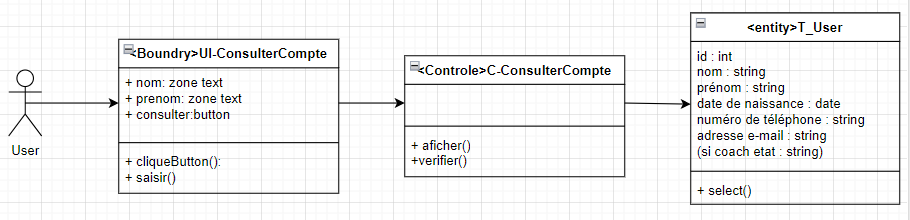 User
<Boundry>UI-ConsulterCompte
+ nom: zone text
+ prenom: zone text
+ consulter:button
+ cliqueButton():
+ saisir()
<Controle>C-ConsulterCompte
+ aficher()
+verifier()
<entity>T_User
id : int
nom : string
prénom : string
date de naissance : date
numéro de téléphone : string
adresse e-mail : string
(si coach etat : string)
+ select()